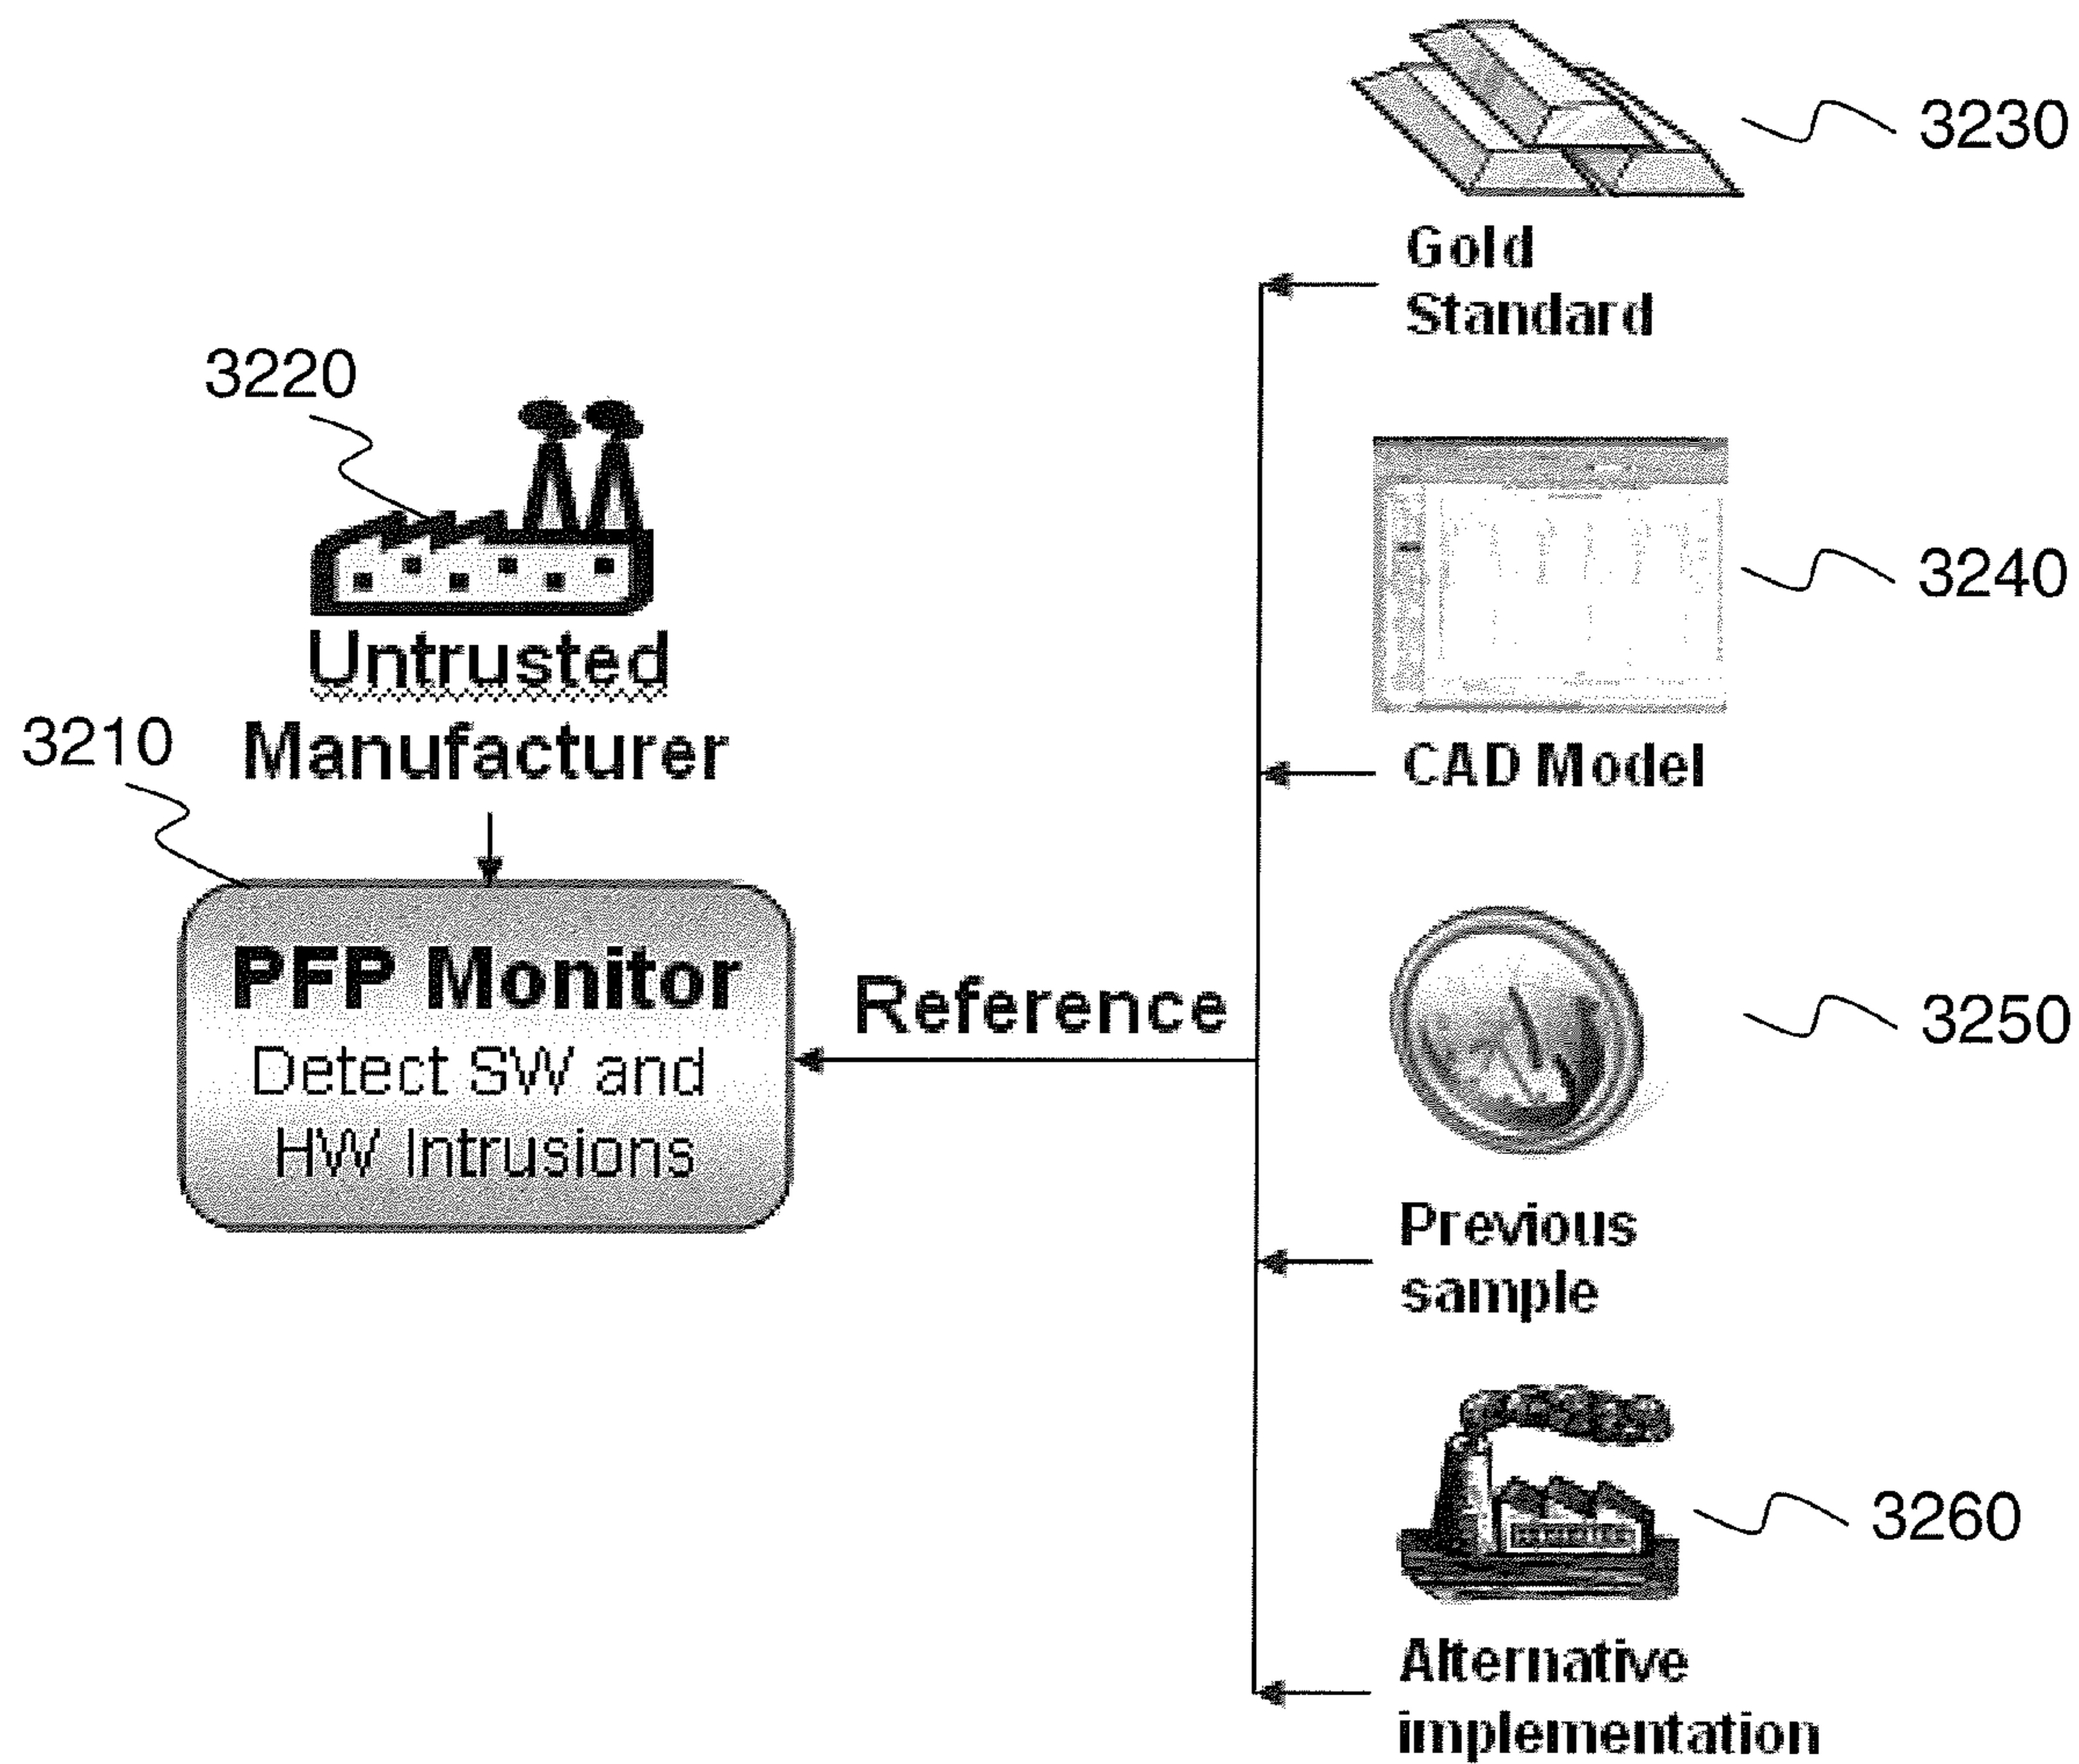 3230
Gold
Standard
3220
3240
Untrusted
Manufacturer
3210
CAD Model
PFP Monitor
Detect SW and
HW Intrusions
Reference
3250
Previous
sample
3260
Alternative
implementation